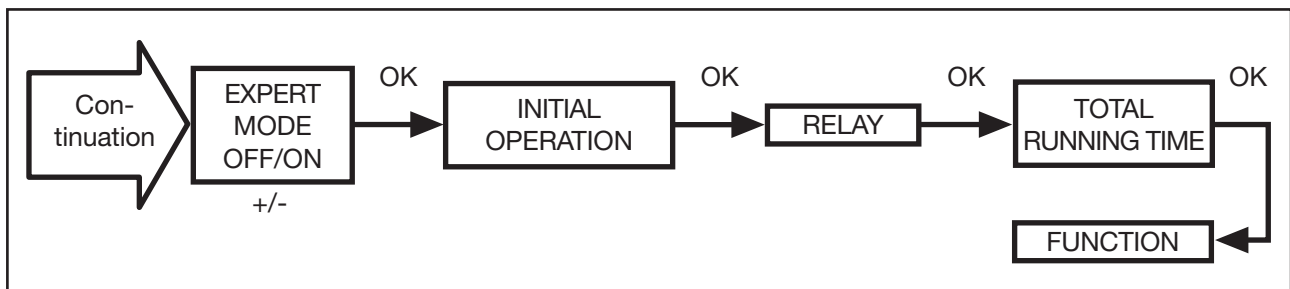 Con-
tinuation
EXPERT
MODE
OFF/ON
+/-
OK
INITIAL
OPERATION
OK
RELAY
OK
TOTAL
RUNNING TIME
OK
FUNCTION